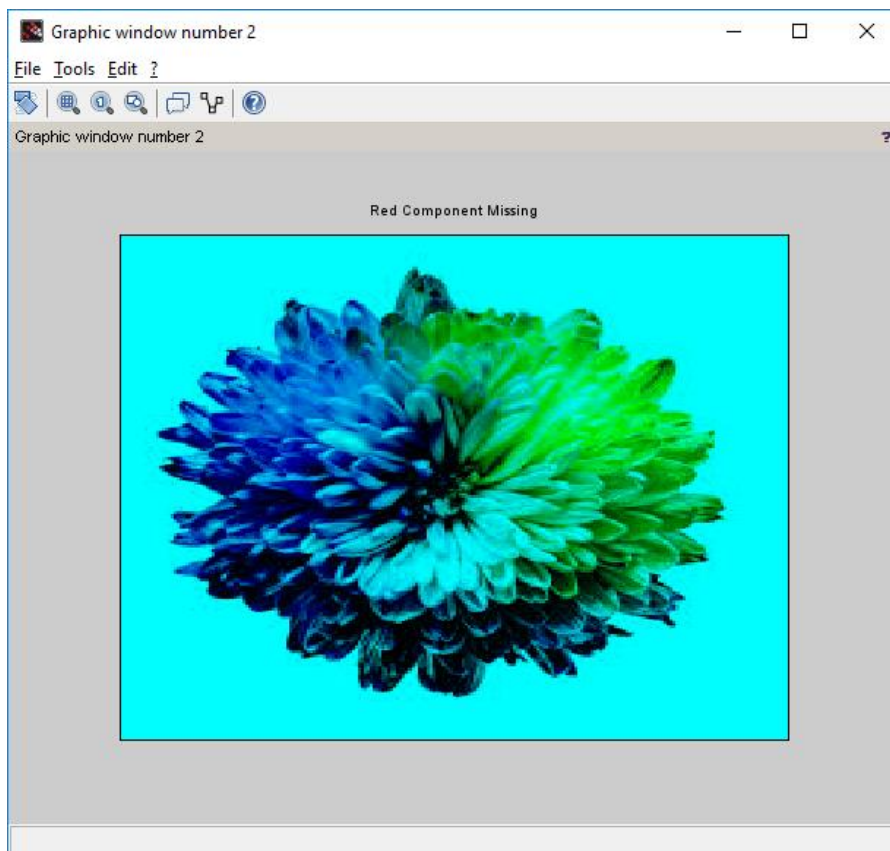 Graphic window number 2
File Tools Edit ?
Graphic window number 2 ?
Red Component Missing